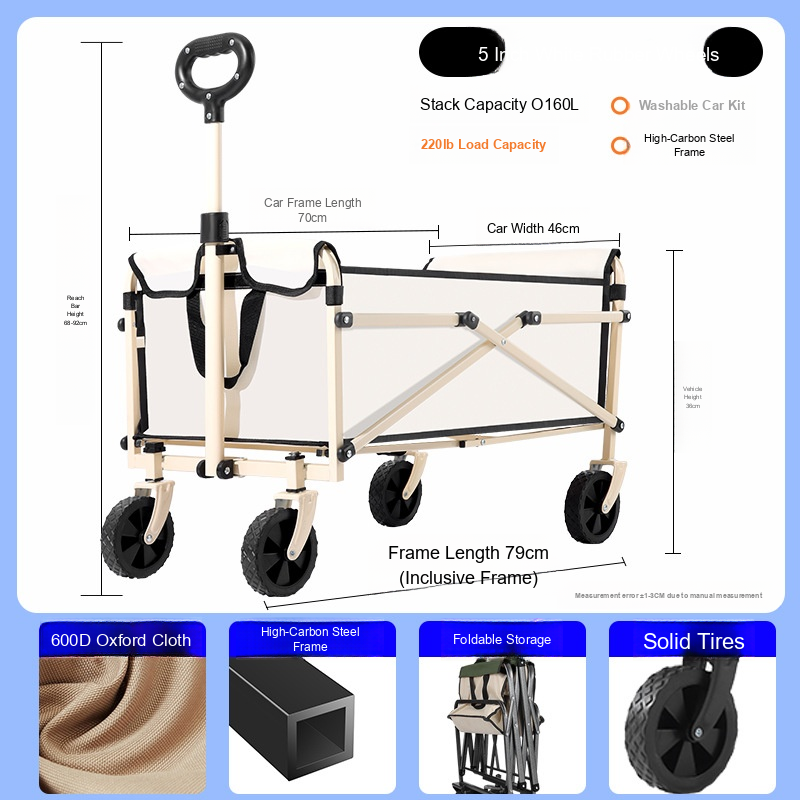 5 In
els
Stack Capacity O160L
Washable Car Kit
220lb Load Capacity
High-Carbon Steel
Frame
Car Frame Length
70cm
Car Width 46cm
Reach
Bar
Height
68-92cm
Vehicle
Height
36cm
Frame Length 79cm
(Inclusive Frame)
Measurement error ±1-3CM due to manual measurement
600D Oxford Cloth
High-Carbon Steel
Frame
Foldable Storage
Solid Tires